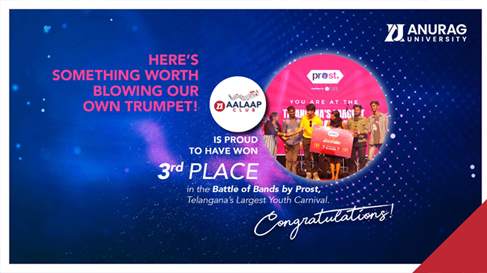 ANURAG
UNIVERSITY
HERE'S
SOMETHING WORTH
BLOWING OUR
OWN TRUMPET!
AALAAP
CLUB
prost.
YOU ARE AT THE
IS PROUD
TO HAVE WON
3rd PLACE
in the Battle of Bands by Prost,
Telangana's Largest Youth Carnival.
Congratulations!